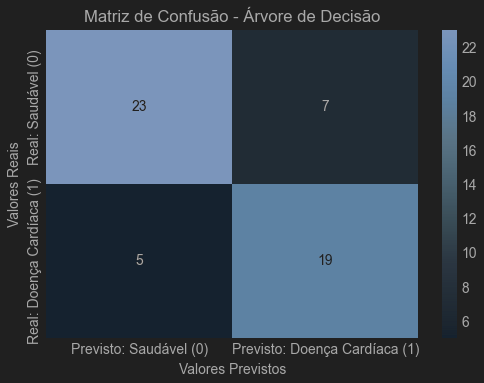 Matriz de Confusão - Árvore de Decisão
Valores Reais
Real: Saudável (0)
23
7
Real: Doença Cardíaca (1)
5
19
Previsto: Saudável (0)
Previsto: Doença Cardíaca (1)
Valores Previstos
22
20
18
16
14
12
10
8
6